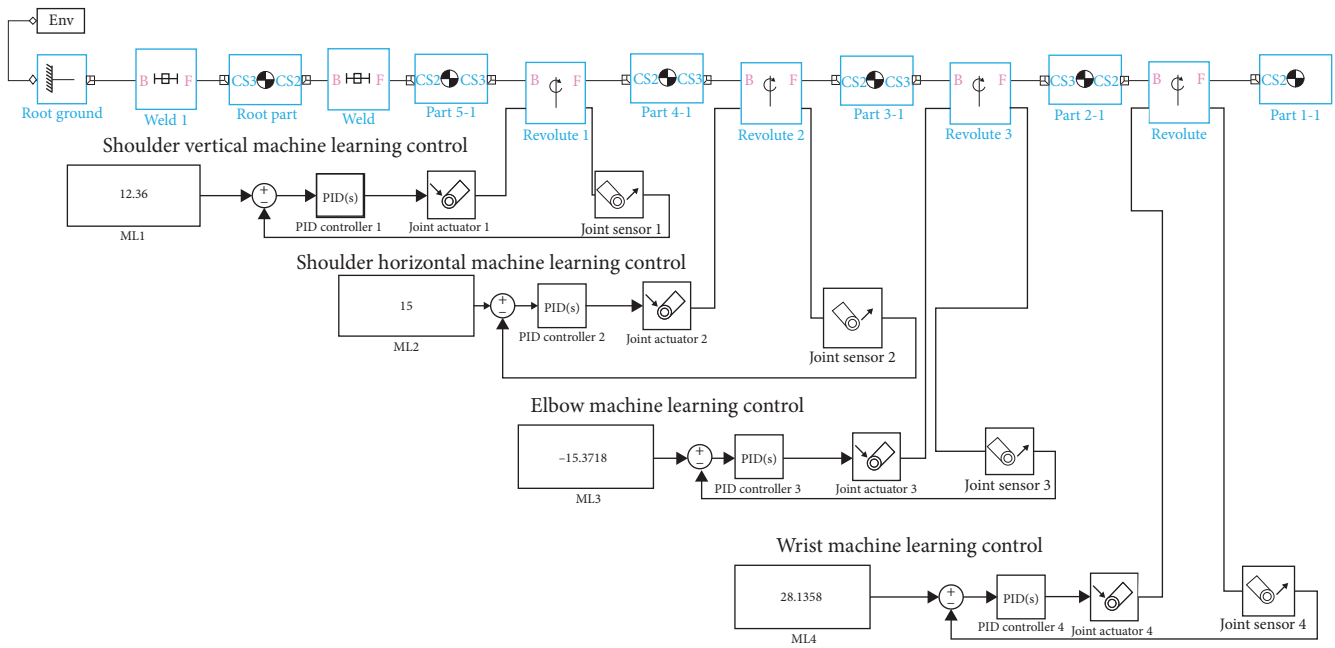 Env
B F CS3 CS2 B F CS2 CS3 B F CS2 CS3 B F CS2 CS3 B F CS3 CS2 B F CS2
Root ground Weld 1 Root part Weld Part 5-1 Revolute 1 Part 4-1 Revolute 2 Part 3-1 Revolute 3 Part 2-1 Revolute Part 1-1
Shoulder vertical machine learning control
12.36 + − PID(s)
ML1 PID controller 1 Joint actuator 1 Joint sensor 1
Shoulder horizontal machine learning control
15 + − PID(s)
ML2 PID controller 2 Joint actuator 2 Joint sensor 2
Elbow machine learning control
−15.3718 + − PID(s)
ML3 PID controller 3 Joint actuator 3 Joint sensor 3
Wrist machine learning control
28.1358 + − PID(s)
ML4 PID controller 4 Joint actuator 4 Joint sensor 4